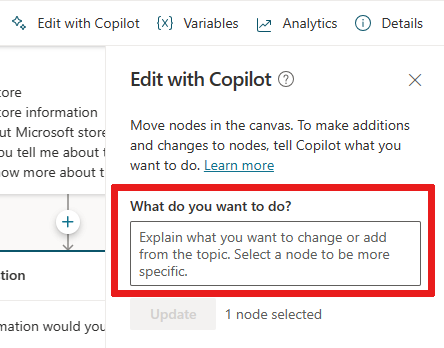 Edit with Copilot {x} Variables Analytics Details
Edit with Copilot
Move nodes in the canvas. To make additions
and changes to nodes, tell Copilot what you
want to do. Learn more
What do you want to do?
Explain what you want to change or add
from the topic. Select a node to be more
specific.
Update 1 node selected
ore
ore information
ut Microsoft store
ou tell me about t
ow more about t
tion
mation would you